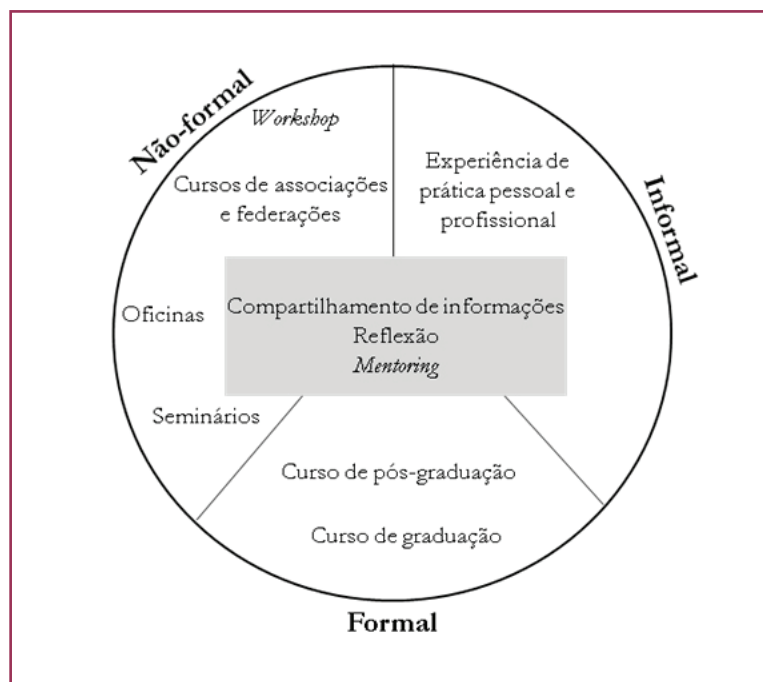 Não-formal
Workshop
Cursos de associações
e federações
Oficinas
Seminários
Experiência de
prática pessoal e
profissional
Informal
Compartilhamento de informações
Reflexão
Mentoring
Curso de pós-graduação
Curso de graduação
Formal